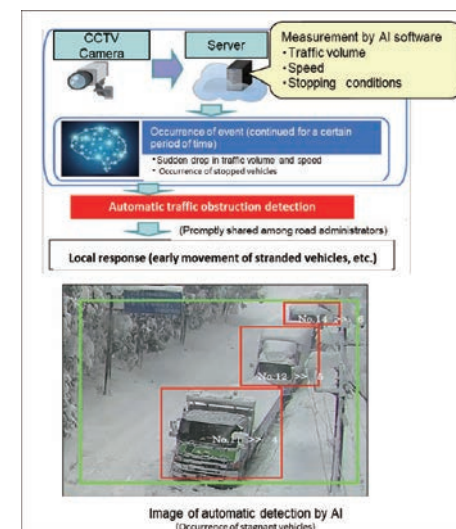 CCTV
Camera
Server
Measurement by AI software
・Traffic volume
・Speed
・Stopping conditions
Occurrence of event (continued for a certain
period of time)
・Sudden drop in traffic volume and speed
・Occurrence of stopped vehicles
Automatic traffic obstruction detection
(Promptly shared among road administrators)
Local response (early movement of stranded vehicles, etc.)
No.14 >> 6
No.12 >> 5
>> 4
Image of automatic detection by AI
(Occurrence of stagnant vehicles)